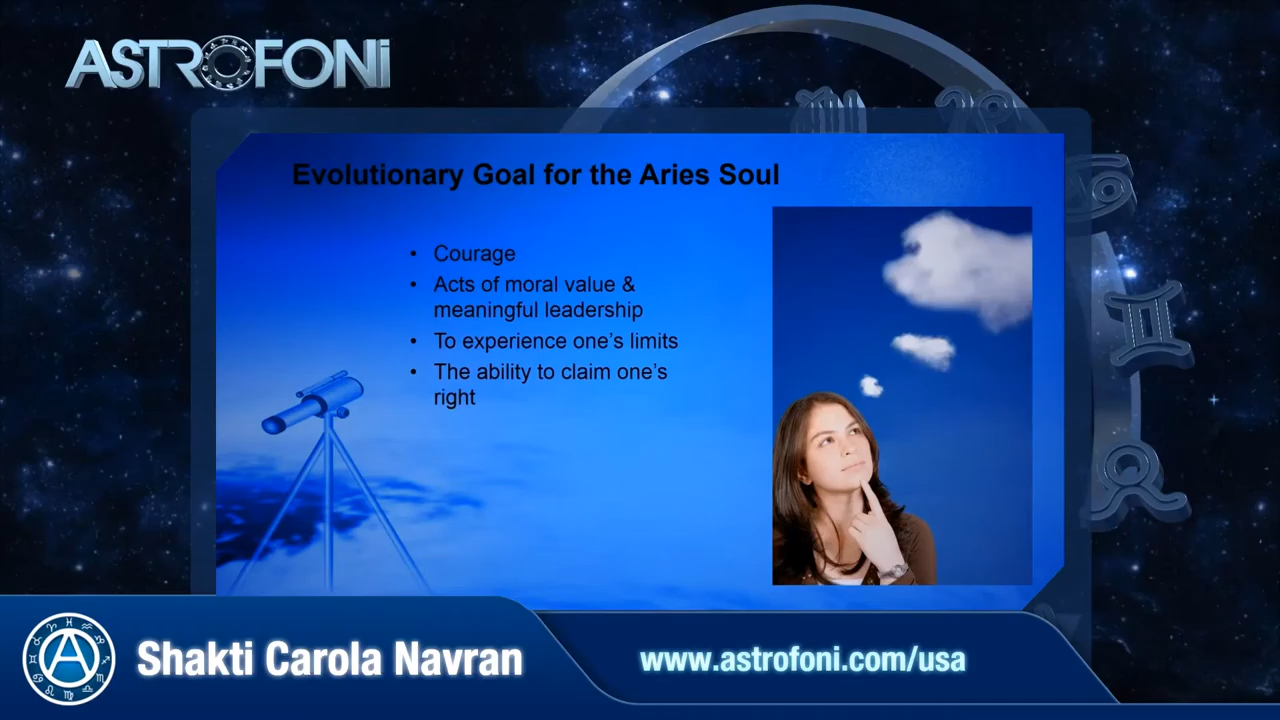 ASTROFONi
Evolutionary Goal for the Aries Soul
• Courage
• Acts of moral value &
meaningful leadership
• To experience one's limits
• The ability to claim one's
right
Shakti Carola Navran
www.astrofoni.com/usa